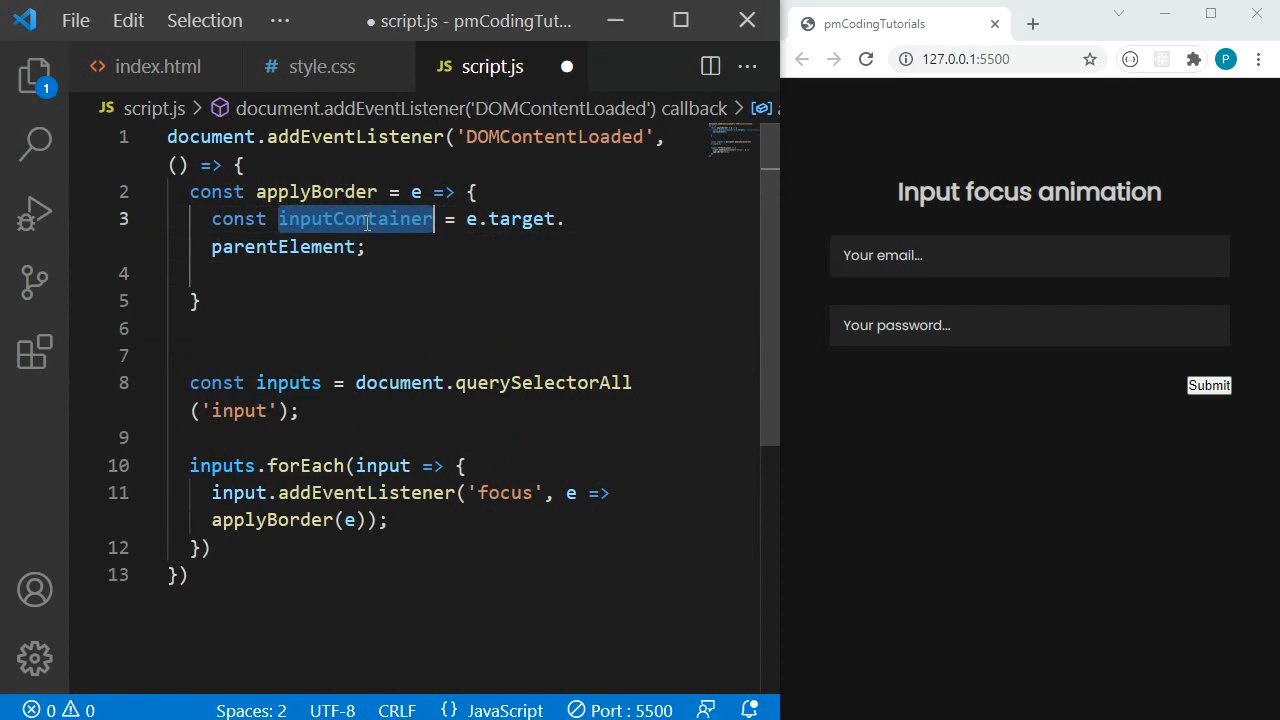 File Edit Selection ··· ● script.js - pmCodingTut...
<> index.html
# style.css
JS script.js ●
JS script.js > document.addEventListener('DOMContentLoaded') callback >
1 document.addEventListener('DOMContentLoaded',
() => {
2 const applyBorder = e => {
3 const inputContainer = e.target.
parentElement;
4
5 }
6
7
8 const inputs = document.querySelectorAll
('input');
9
10 inputs.forEach(input => {
11 input.addEventListener('focus', e =>
applyBorder(e));
12 })
13 })
1
0 0 Spaces: 2 UTF-8 CRLF {} JavaScript Port : 5500
pmCodingTutorials
127.0.0.1:5500
P
Input focus animation
Your email...
Your password...
Submit